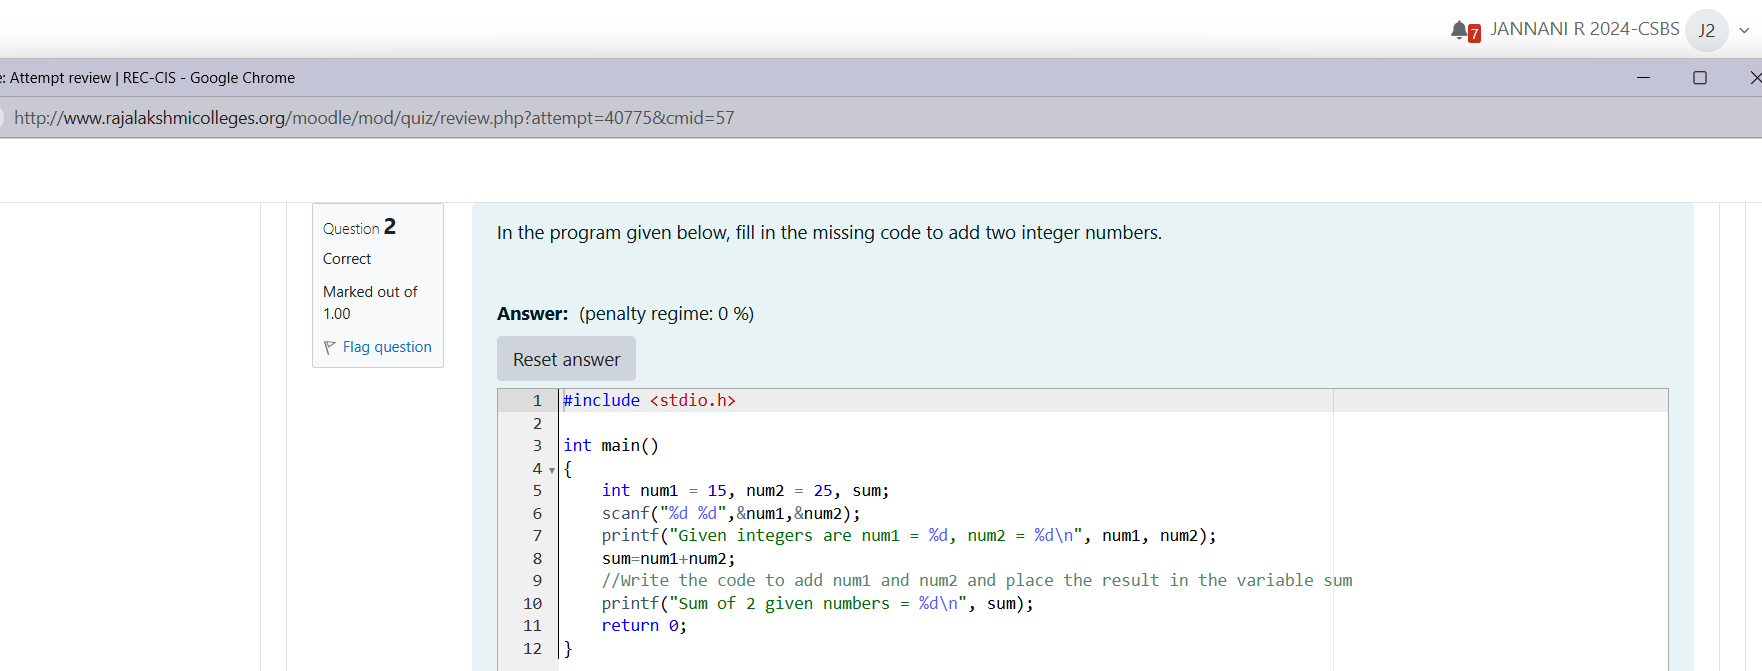 7 JANNANI R 2024-CSBS J2
: Attempt review | REC-CIS - Google Chrome
http://www.rajalakshmicolleges.org/moodle/mod/quiz/review.php?attempt=40775&cmid=57
Question 2
Correct
Marked out of
1.00
Flag question
In the program given below, fill in the missing code to add two integer numbers.
Answer: (penalty regime: 0 %)
Reset answer
1 #include <stdio.h>
2
3 int main()
4 {
5 int num1 = 15, num2 = 25, sum;
6 scanf("%d %d",&num1,&num2);
7 printf("Given integers are num1 = %d, num2 = %d\n", num1, num2);
8 sum=num1+num2;
9 //Write the code to add num1 and num2 and place the result in the variable sum
10 printf("Sum of 2 given numbers = %d\n", sum);
11 return 0;
12 }